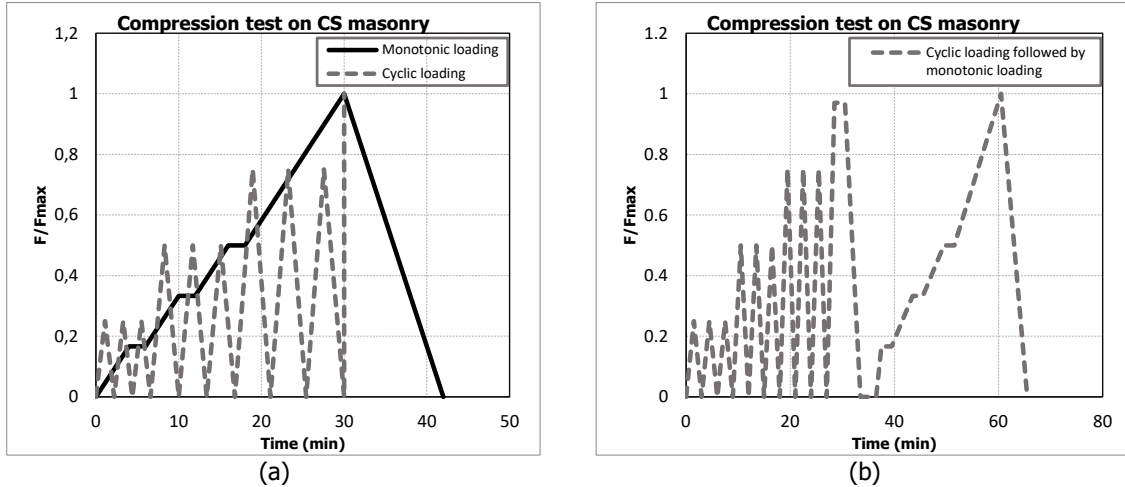 Compression test on CS masonry
1,2
1
0,8
0,6
0,4
0,2
0
F/Fmax
Monotonic loading
Cyclic loading
0 10 20 30 40 50
Time (min)
(a)
Compression test on CS masonry
1.2
1
0,8
0,6
0,4
0,2
0
F/Fmax
Cyclic loading followed by
monotonic loading
0 20 40 60 80
Time (min)
(b)